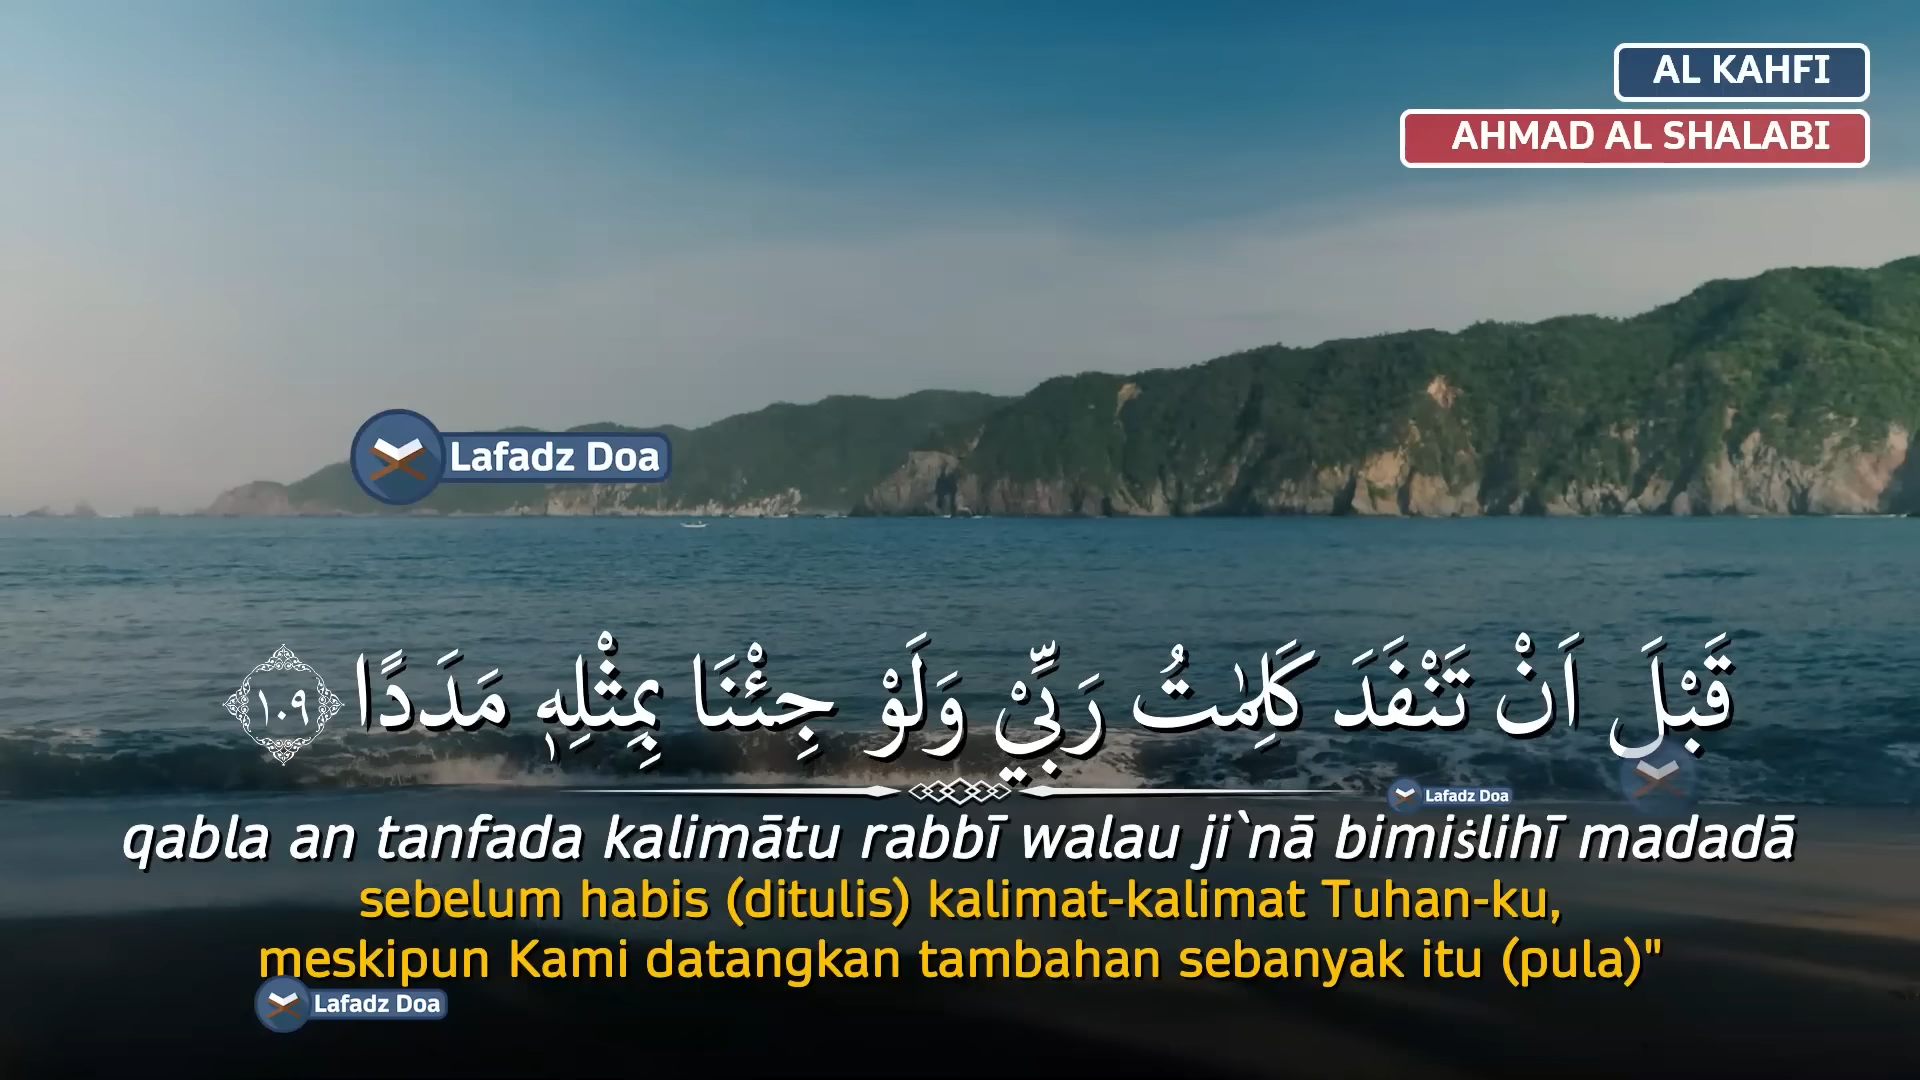 AL KAHFI
AHMAD AL SHALABI
Lafadz Doa
قَبْلَ اَنْ تَنْفَدَ كَلِمٰتُ رَبِّيْ وَلَوْ جِئْنَا بِمِثْلِهٖ مَدَدًا ١٠٩
Lafadz Doa
qabla an tanfada kalimātu rabbī walau ji`nā bimiṡlihī madadā
sebelum habis (ditulis) kalimat-kalimat Tuhan-ku,
meskipun Kami datangkan tambahan sebanyak itu (pula)"
Lafadz Doa